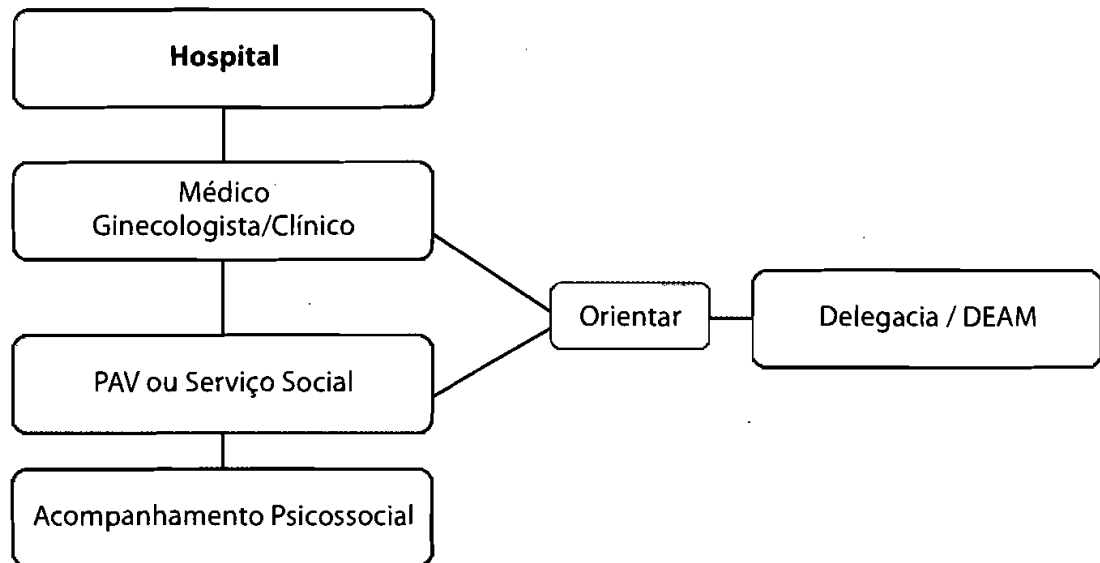 Hospital
Médico
Ginecologista/Clínico
Orientar
Delegacia / DEAM
PAV ou Serviço Social
Acompanhamento Psicossocial